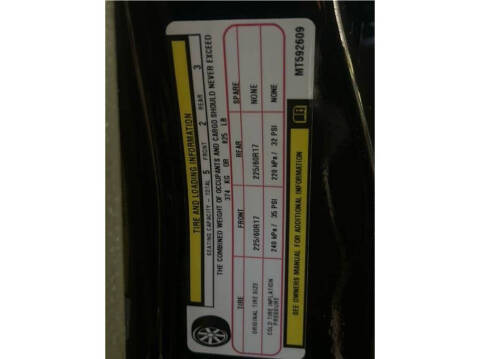 TIRE AND LOADING INFORMATION
SEATING CAPACITY - TOTAL 5 FRONT 2 REAR 3
THE COMBINED WEIGHT OF OCCUPANTS AND CARGO SHOULD NEVER EXCEED
374 KG OR 825 LB
TIRE FRONT REAR SPARE
ORIGINAL TIRE SIZE 225/60R17 225/60R17 NONE
COLD TIRE INFLATION PRESSURE 240 kPa / 35 PSI 220 kPa / 32 PSI NONE
SEE OWNERS MANUAL FOR ADDITIONAL INFORMATION
MT592609